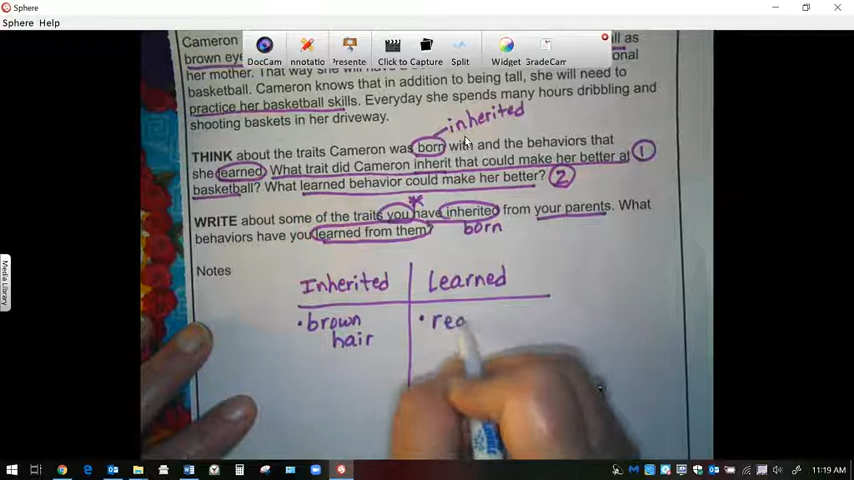 Sphere
Sphere Help
DocCam
Presente
Click to Capture
Split
Widget
GradeCam
Cameron
all as
brown eye
onal
her mother. That way she will have a
basketball. Cameron knows that in addition to being tall, she will need to
practice her basketball skills. Everyday she spends many hours dribbling and
shooting baskets in her driveway.
inherited
THINK about the traits Cameron was born with and the behaviors that
she learned. What trait did Cameron inherit that could make her better at 1
basketball? What learned behavior could make her better? 2
*
WRITE about some of the traits you have inherited from your parents. What
behaviors have you learned from them?
born
Notes
Inherited Learned
• brown • rea
hair
Media Library
11:19 AM